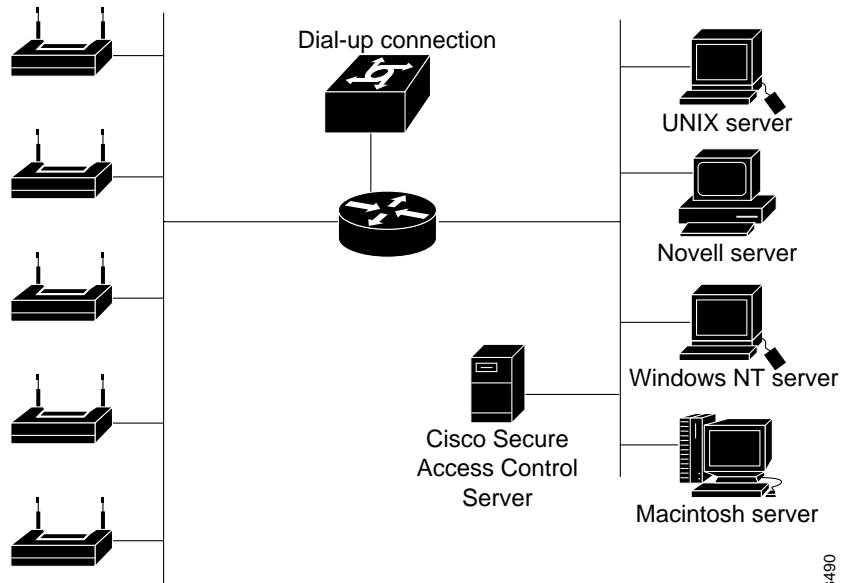 Dial-up connection
UNIX server
Novell server
Windows NT server
Cisco Secure
Access Control
Server
Macintosh server